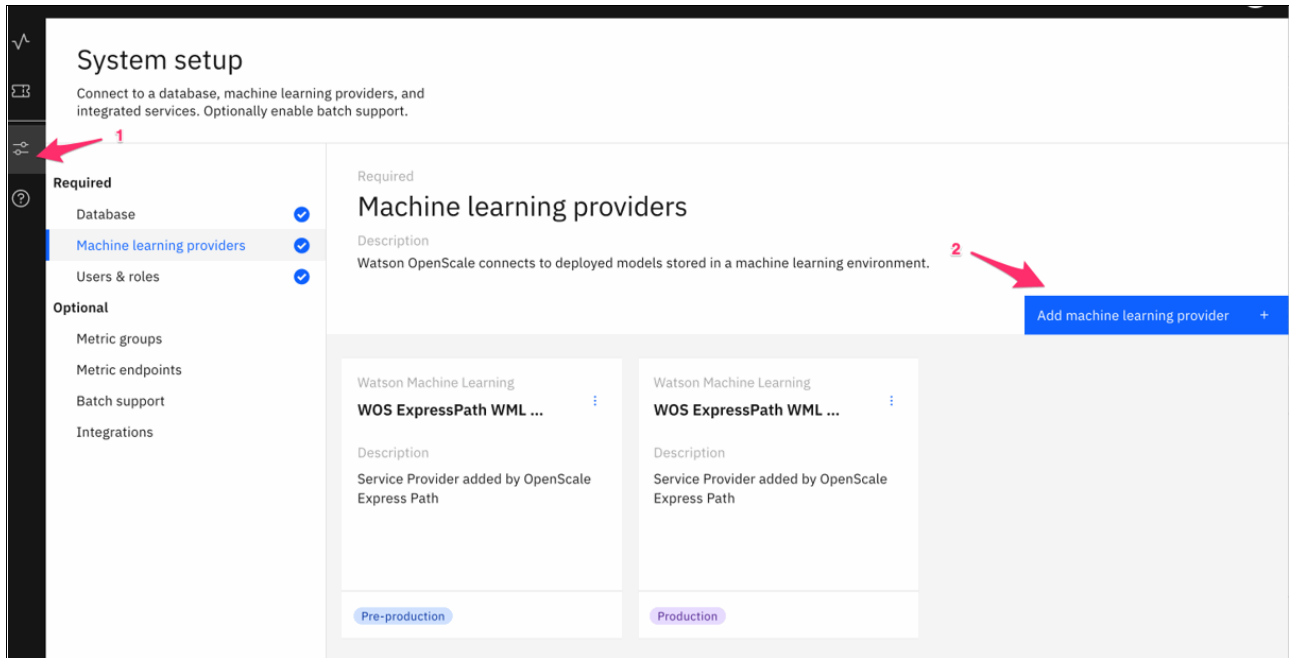 System setup
Connect to a database, machine learning providers, and
integrated services. Optionally enable batch support.
1
Required
Database
Machine learning providers
Users & roles
Optional
Metric groups
Metric endpoints
Batch support
Integrations
Required
Machine learning providers
Description
Watson OpenScale connects to deployed models stored in a machine learning environment.
2
Add machine learning provider +
Watson Machine Learning
WOS ExpressPath WML ...
Description
Service Provider added by OpenScale
Express Path
Pre-production
Watson Machine Learning
WOS ExpressPath WML ...
Description
Service Provider added by OpenScale
Express Path
Production